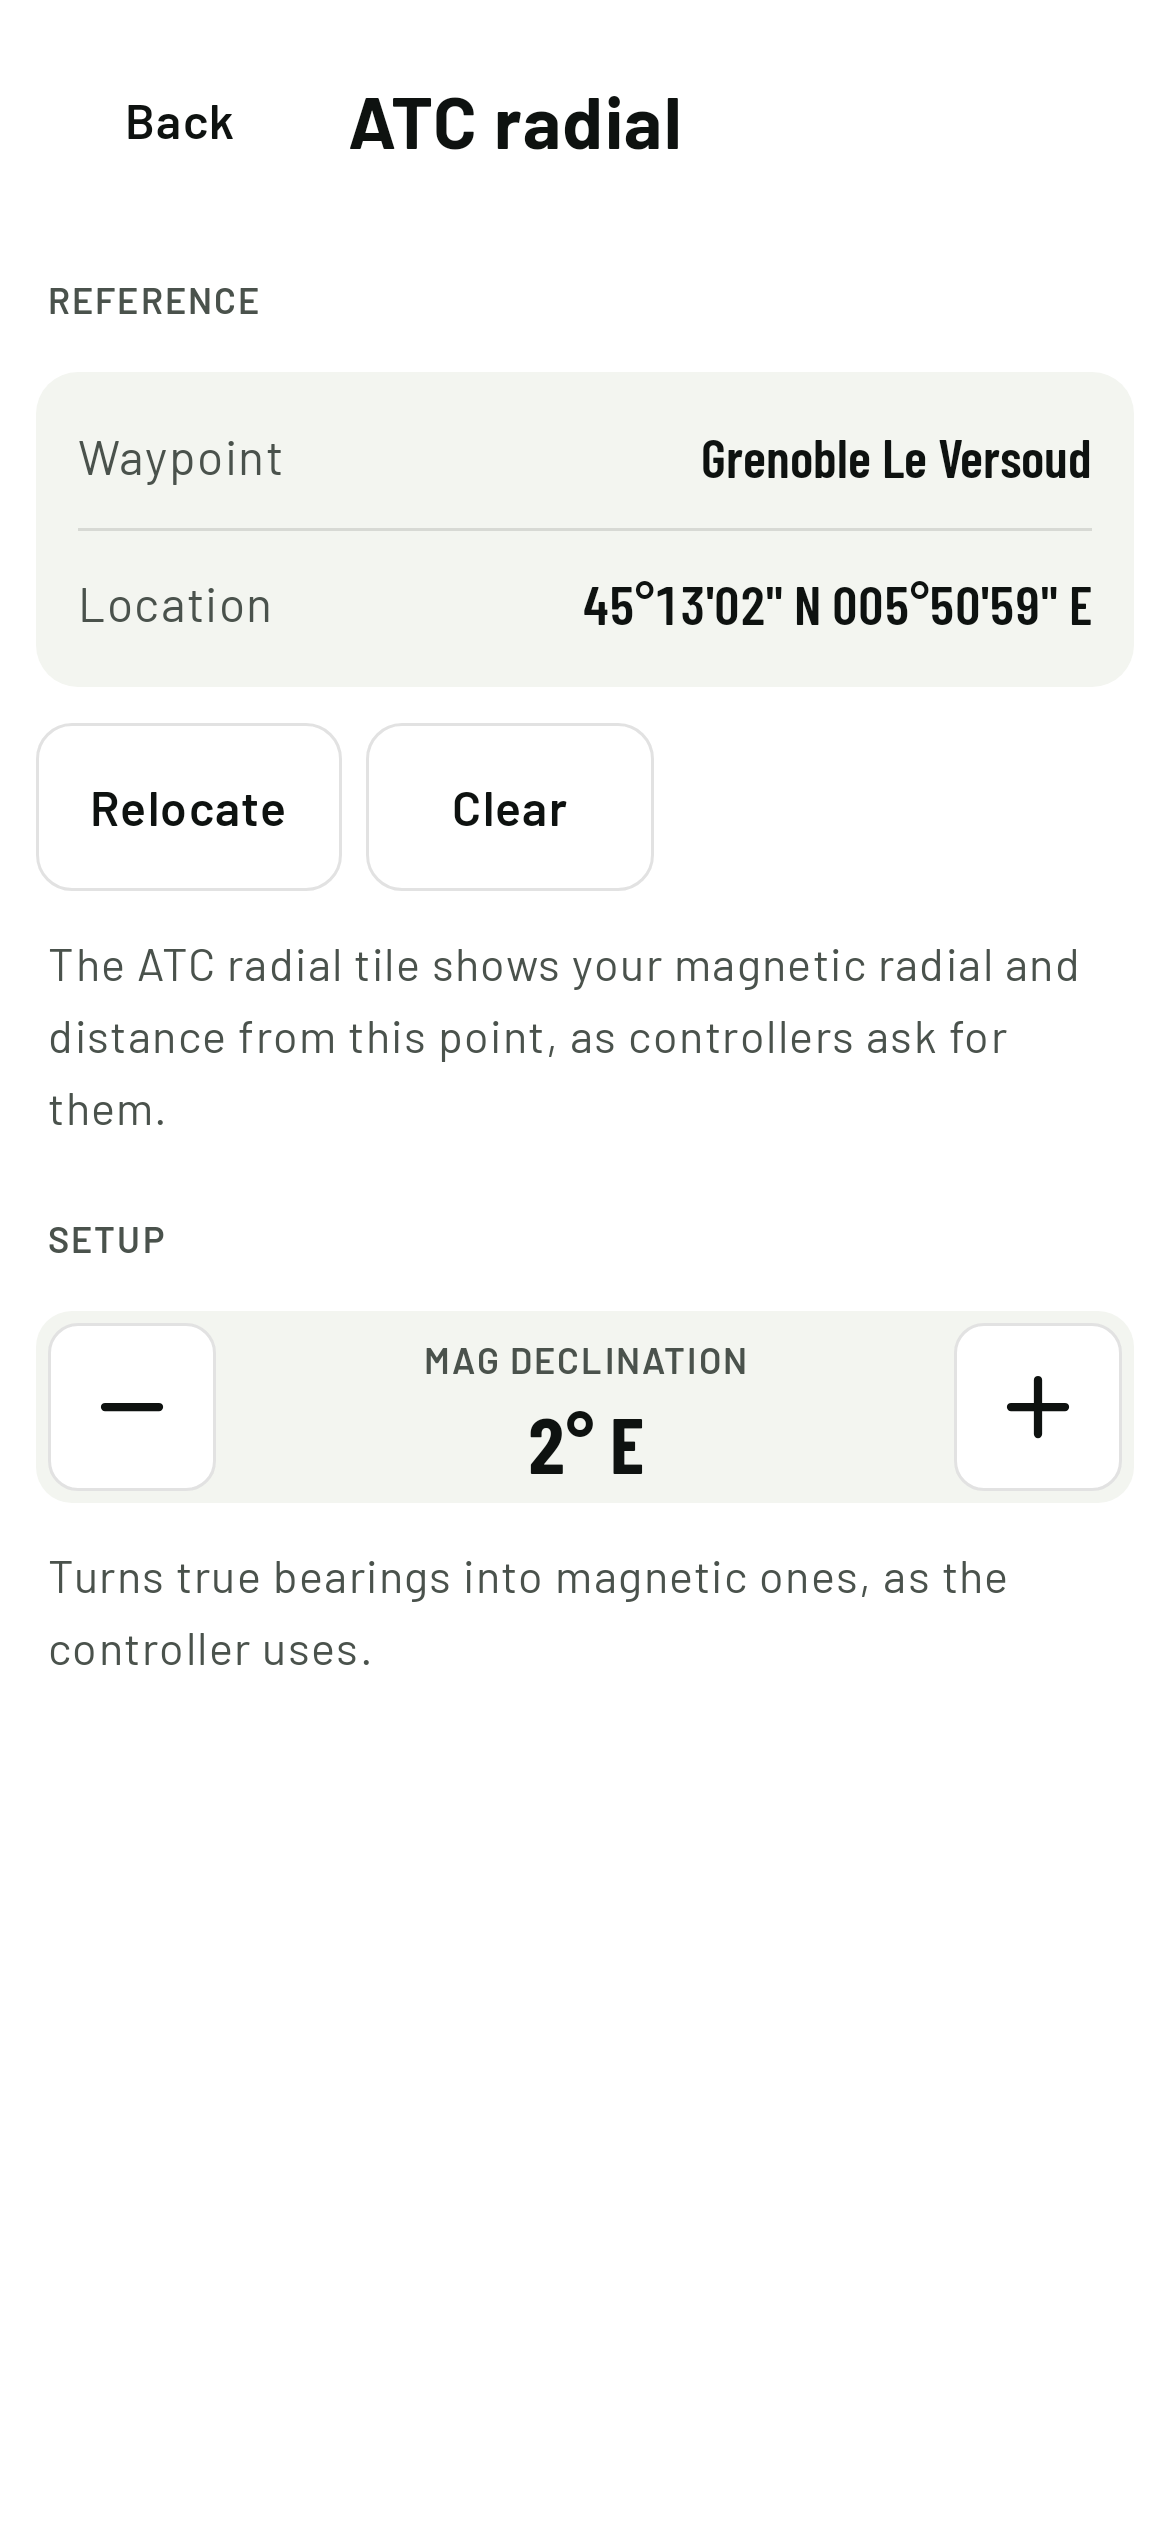 Back
ATC radial
REFERENCE
Waypoint
Grenoble Le Versoud
Location
45°13'02" N 005°50'59" E
Relocate
Clear
The ATC radial tile shows your magnetic radial and
distance from this point, as controllers ask for
them.
SETUP
MAG DECLINATION
2° E
Turns true bearings into magnetic ones, as the
controller uses.